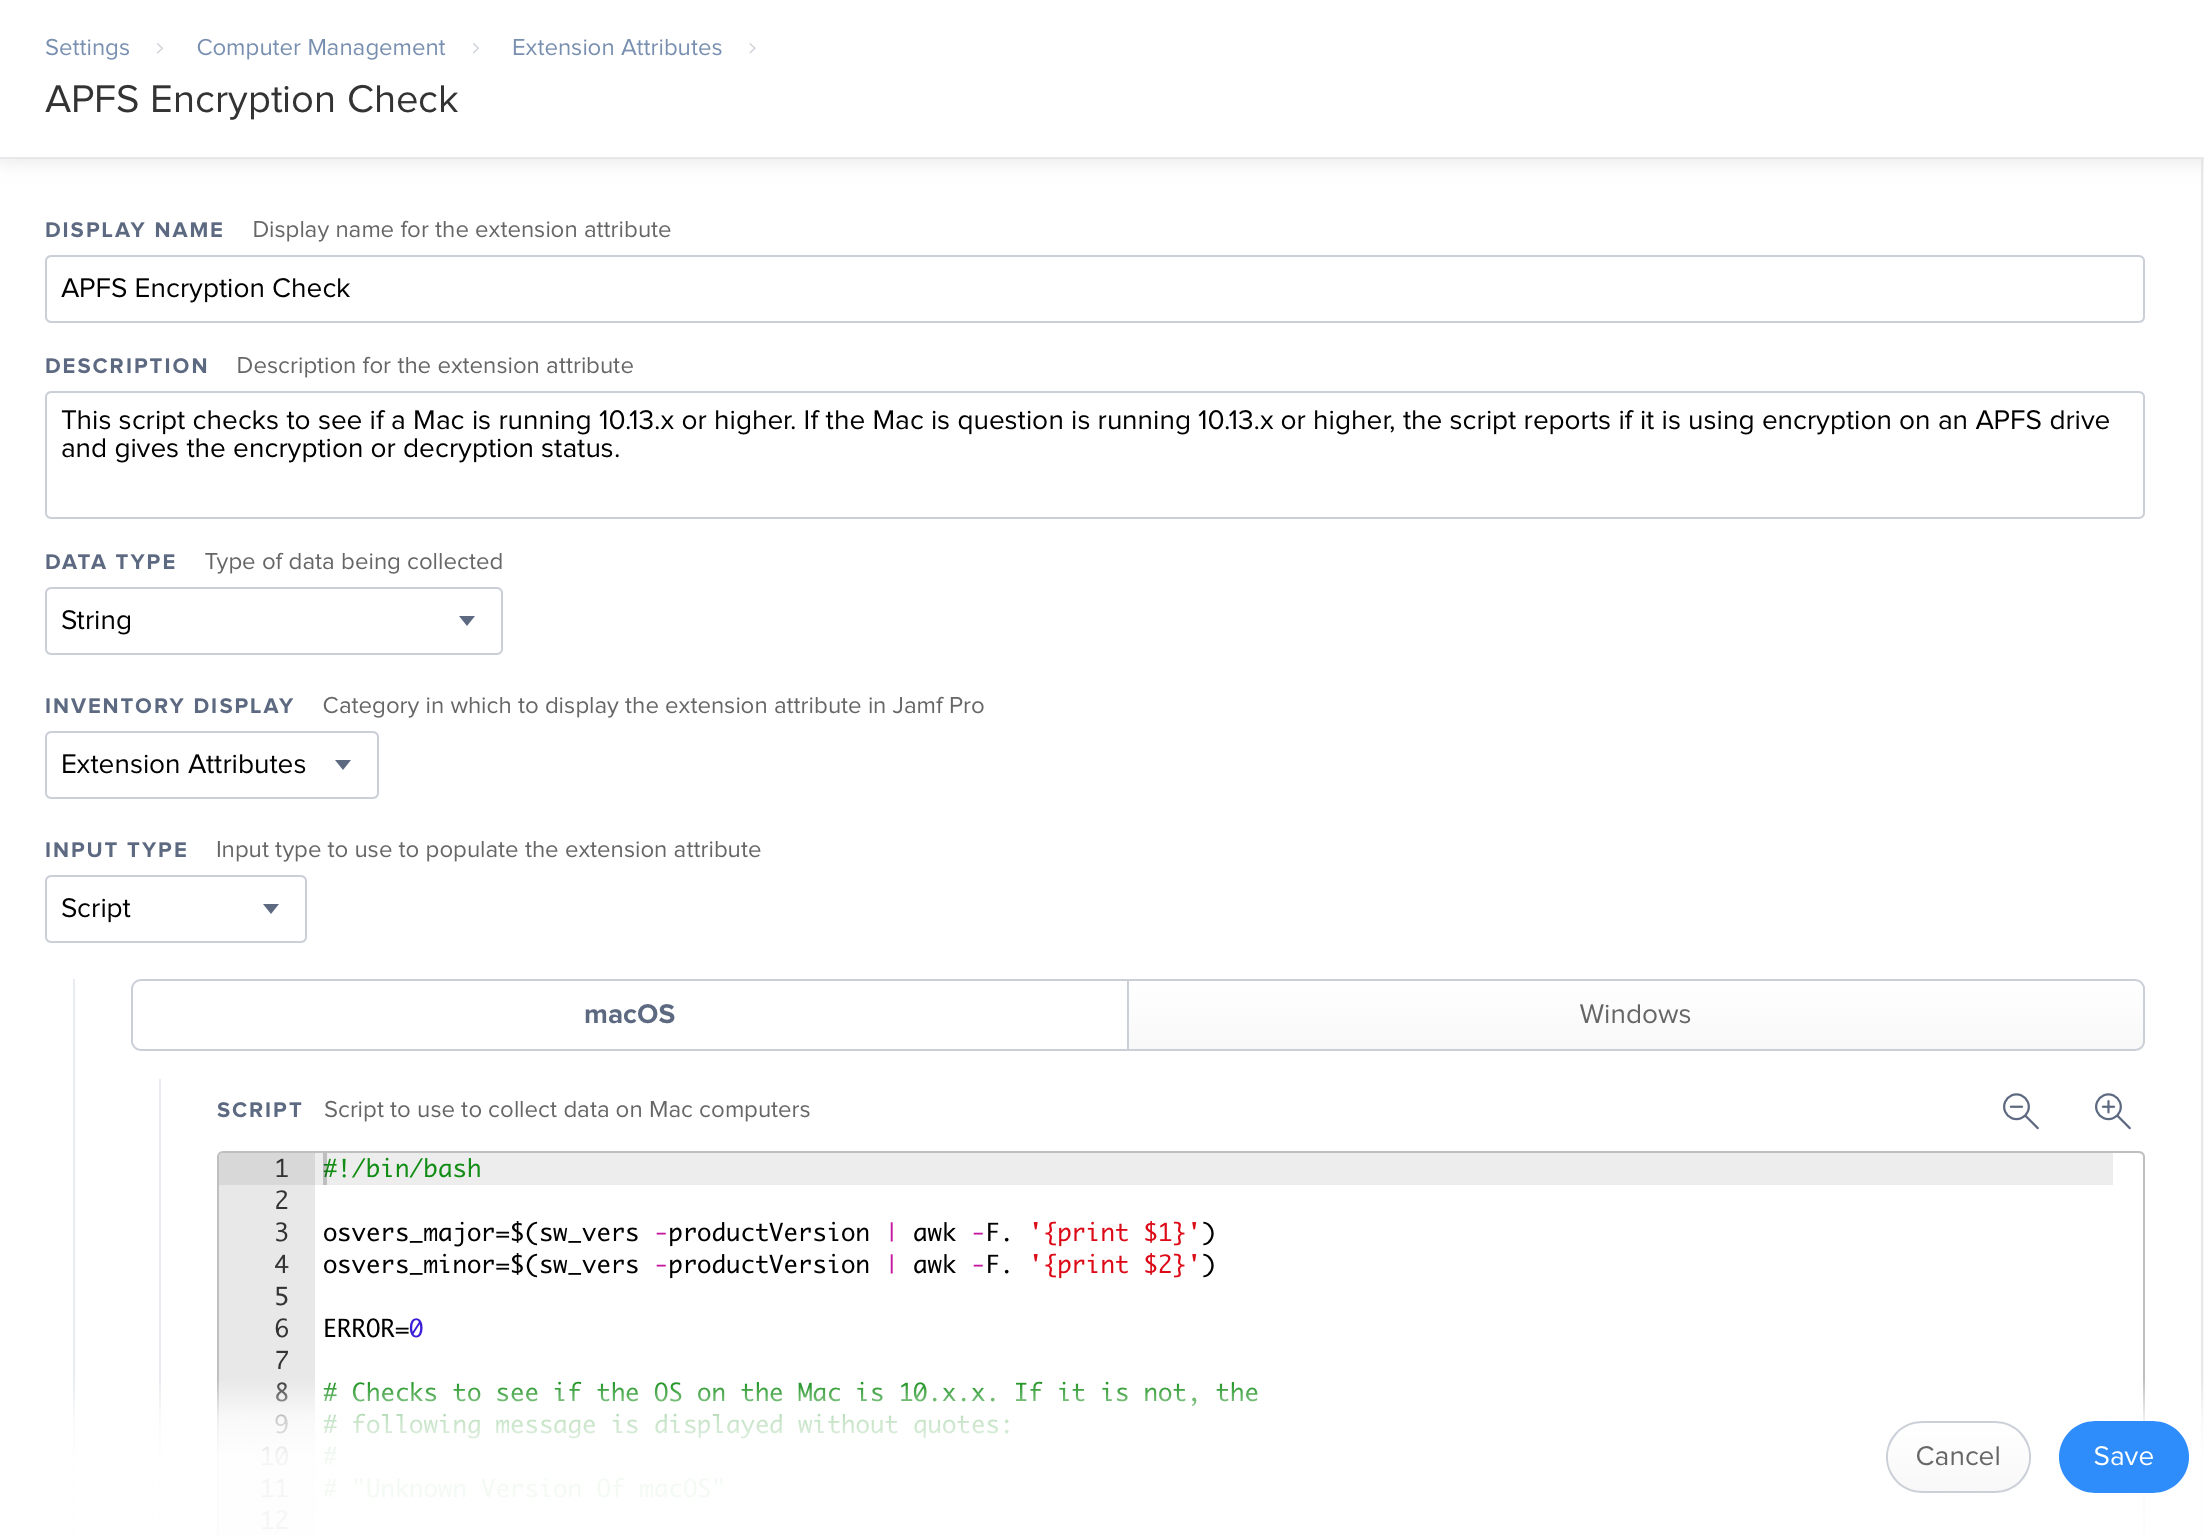 Settings > Computer Management > Extension Attributes >
APFS Encryption Check
DISPLAY NAME Display name for the extension attribute
APFS Encryption Check
DESCRIPTION Description for the extension attribute
This script checks to see if a Mac is running 10.13.x or higher. If the Mac is question is running 10.13.x or higher, the script reports if it is using encryption on an APFS drive
and gives the encryption or decryption status.
DATA TYPE Type of data being collected
String
INVENTORY DISPLAY Category in which to display the extension attribute in Jamf Pro
Extension Attributes
INPUT TYPE Input type to use to populate the extension attribute
Script
macOS Windows
SCRIPT Script to use to collect data on Mac computers
1 #!/bin/bash
2
3 osvers_major=$(sw_vers -productVersion | awk -F. '{print $1}')
4 osvers_minor=$(sw_vers -productVersion | awk -F. '{print $2}')
5
6 ERROR=0
7
8 # Checks to see if the OS on the Mac is 10.x.x. If it is not, the
9 # following message is displayed without quotes:
10 #
11 # "Unknown Version Of macOS"
12
Cancel Save